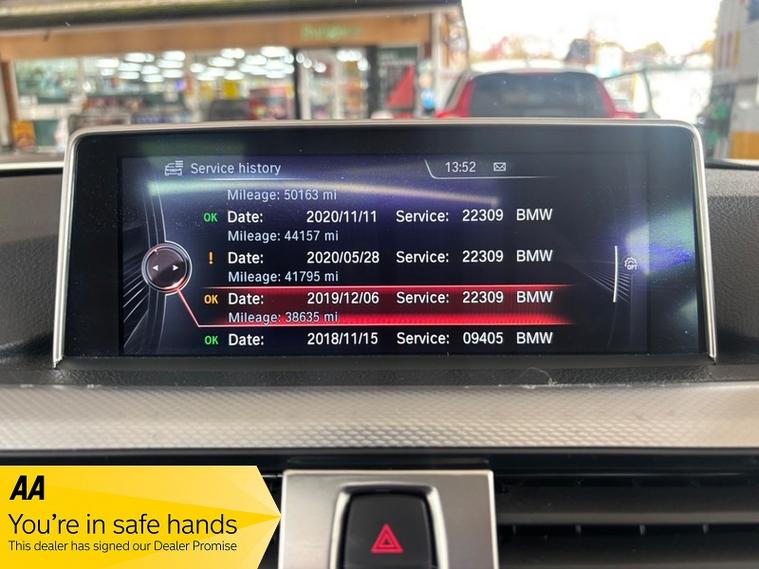 Service history
13:52
Mileage: 50163 mi
OK Date: 2020/11/11 Service: 22309 BMW
Mileage: 44157 mi
! Date: 2020/05/28 Service: 22309 BMW
Mileage: 41795 mi
OPT
OK Date: 2019/12/06 Service: 22309 BMW
Mileage: 38635 mi
OK Date: 2018/11/15 Service: 09405 BMW
AA
You're in safe hands
This dealer has signed our Dealer Promise